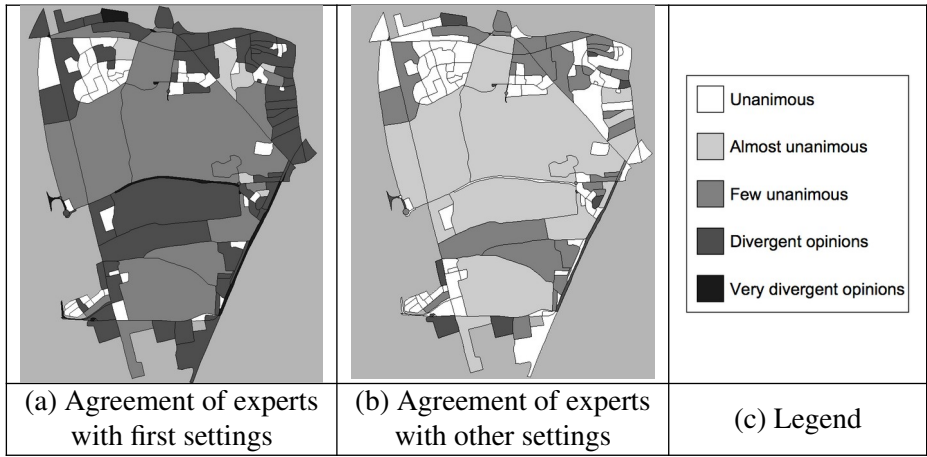 Unanimous
Almost unanimous
Few unanimous
Divergent opinions
Very divergent opinions
(a) Agreement of experts
with first settings
(b) Agreement of experts
with other settings
(c) Legend